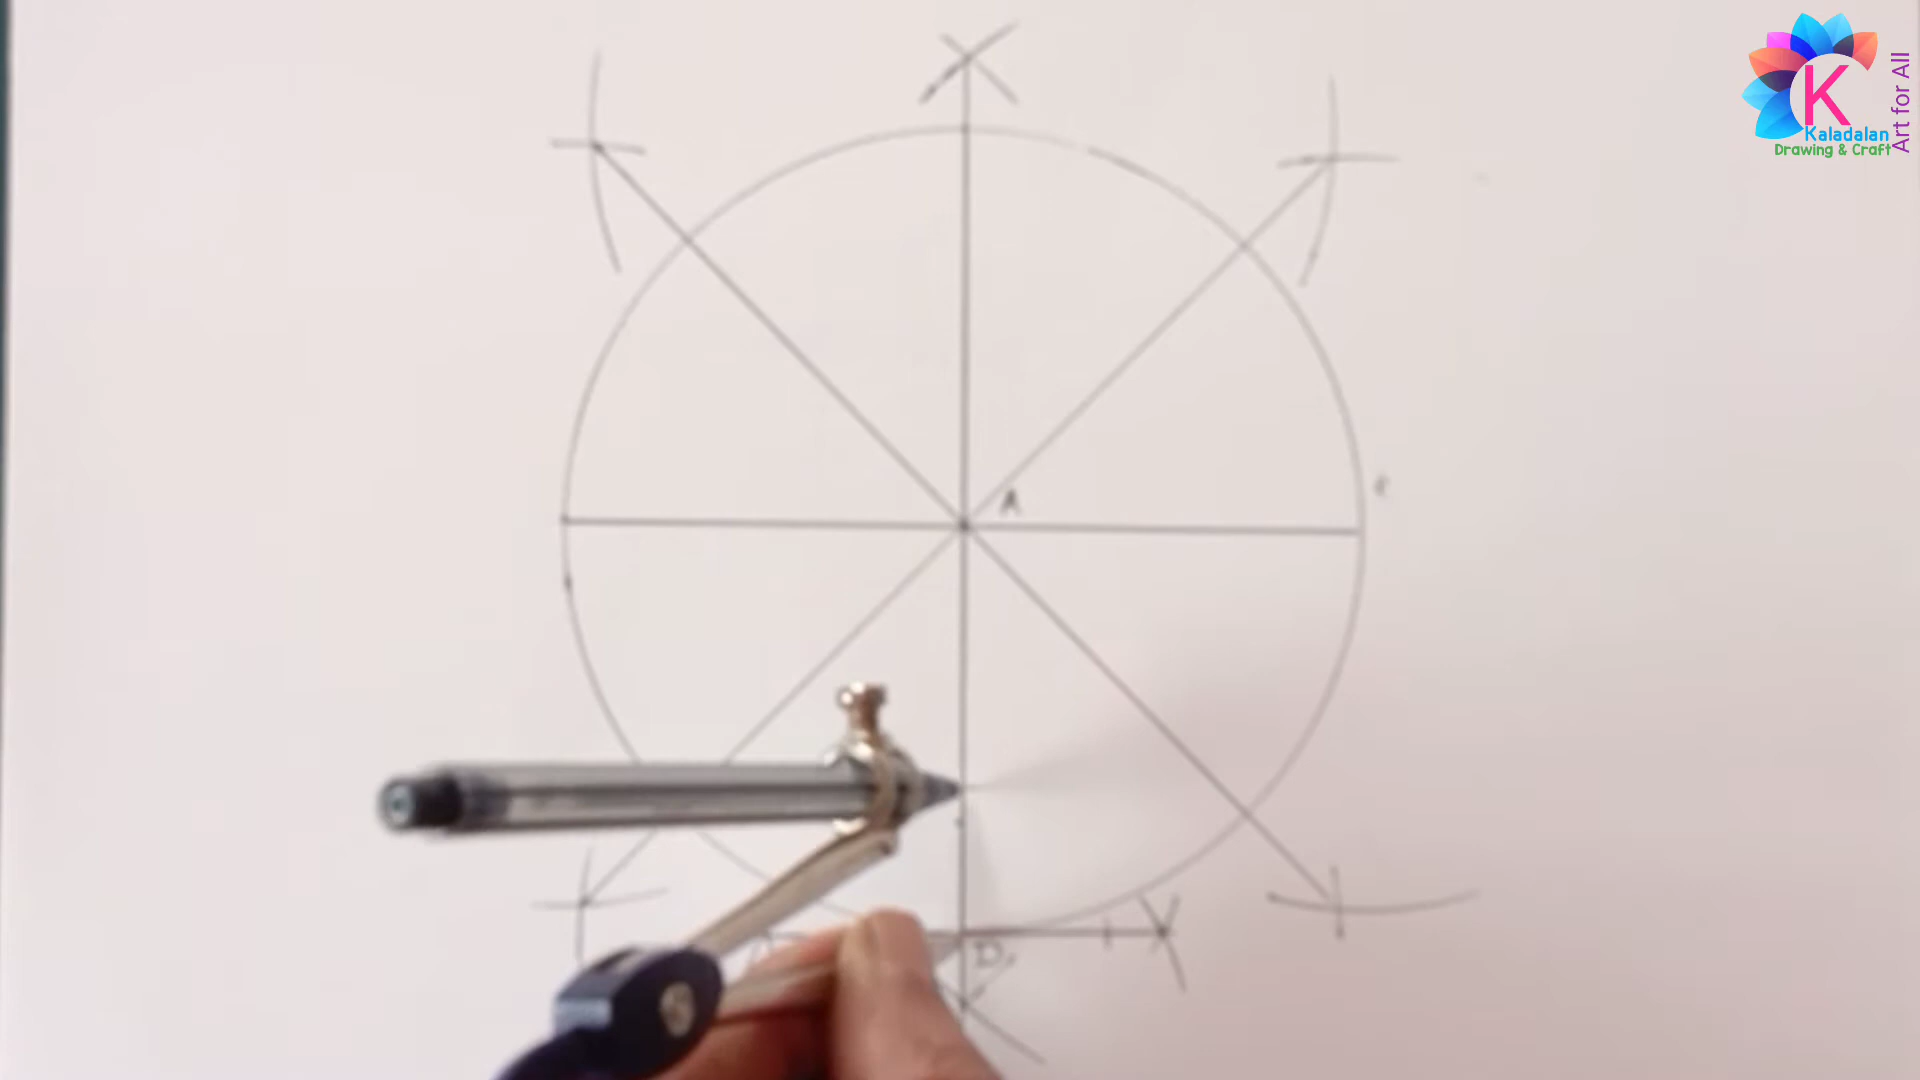 K
Kaladalan
Drawing & Craft
Art for All
A
D